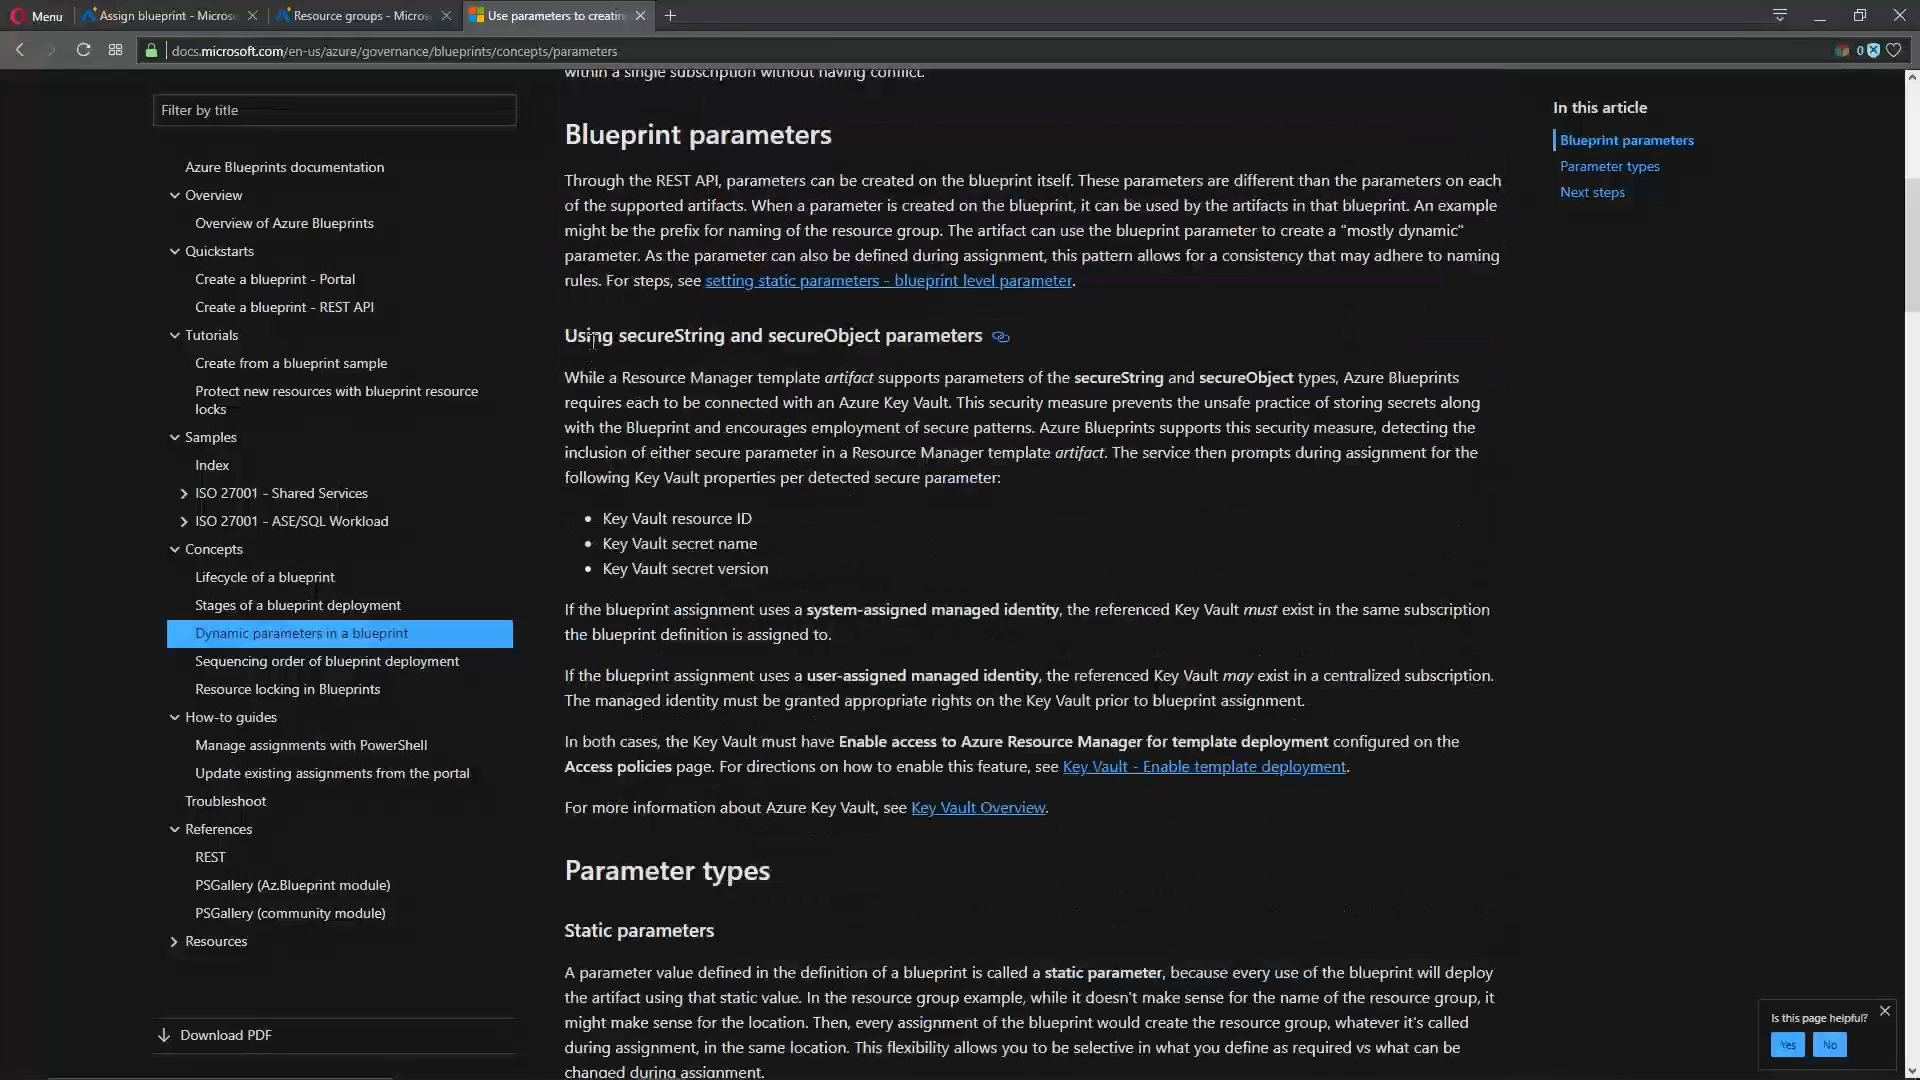 Menu
Assign blueprint - Micros
Resource groups - Micros
Use parameters to creatin
docs.microsoft.com/en-us/azure/governance/blueprints/concepts/parameters
0
Filter by title
Azure Blueprints documentation
Overview
Overview of Azure Blueprints
Quickstarts
Create a blueprint - Portal
Create a blueprint - REST API
Tutorials
Create from a blueprint sample
Protect new resources with blueprint resource
locks
Samples
Index
ISO 27001 - Shared Services
ISO 27001 - ASE/SQL Workload
Concepts
Lifecycle of a blueprint
Stages of a blueprint deployment
Dynamic parameters in a blueprint
Sequencing order of blueprint deployment
Resource locking in Blueprints
How-to guides
Manage assignments with PowerShell
Update existing assignments from the portal
Troubleshoot
References
REST
PSGallery (Az.Blueprint module)
PSGallery (community module)
Resources
Download PDF
within a single subscription without having conflict.
Blueprint parameters
Through the REST API, parameters can be created on the blueprint itself. These parameters are different than the parameters on each
of the supported artifacts. When a parameter is created on the blueprint, it can be used by the artifacts in that blueprint. An example
might be the prefix for naming of the resource group. The artifact can use the blueprint parameter to create a "mostly dynamic"
parameter. As the parameter can also be defined during assignment, this pattern allows for a consistency that may adhere to naming
rules. For steps, see setting static parameters - blueprint level parameter.
Using secureString and secureObject parameters
While a Resource Manager template artifact supports parameters of the secureString and secureObject types, Azure Blueprints
requires each to be connected with an Azure Key Vault. This security measure prevents the unsafe practice of storing secrets along
with the Blueprint and encourages employment of secure patterns. Azure Blueprints supports this security measure, detecting the
inclusion of either secure parameter in a Resource Manager template artifact. The service then prompts during assignment for the
following Key Vault properties per detected secure parameter:
• Key Vault resource ID
• Key Vault secret name
• Key Vault secret version
If the blueprint assignment uses a system-assigned managed identity, the referenced Key Vault must exist in the same subscription
the blueprint definition is assigned to.
If the blueprint assignment uses a user-assigned managed identity, the referenced Key Vault may exist in a centralized subscription.
The managed identity must be granted appropriate rights on the Key Vault prior to blueprint assignment.
In both cases, the Key Vault must have Enable access to Azure Resource Manager for template deployment configured on the
Access policies page. For directions on how to enable this feature, see Key Vault - Enable template deployment.
For more information about Azure Key Vault, see Key Vault Overview.
Parameter types
Static parameters
A parameter value defined in the definition of a blueprint is called a static parameter, because every use of the blueprint will deploy
the artifact using that static value. In the resource group example, while it doesn't make sense for the name of the resource group, it
might make sense for the location. Then, every assignment of the blueprint would create the resource group, whatever it's called
during assignment, in the same location. This flexibility allows you to be selective in what you define as required vs what can be
changed during assignment.
In this article
Blueprint parameters
Parameter types
Next steps
Is this page helpful?
Yes
No